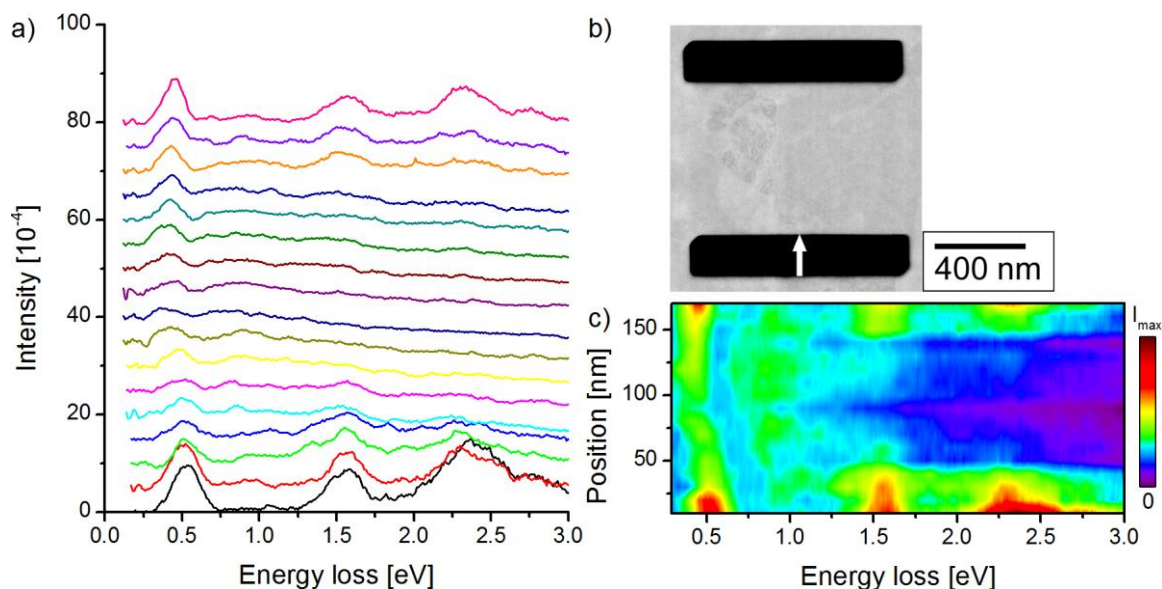 a)
Intensity [10⁻⁴]
100
80
60
40
20
0
0.0 0.5 1.0 1.5 2.0 2.5 3.0
Energy loss [eV]
b)
400 nm
c)
Position [nm]
150
100
50
0.5 1.0 1.5 2.0 2.5 3.0
Energy loss [eV]
I_max
0